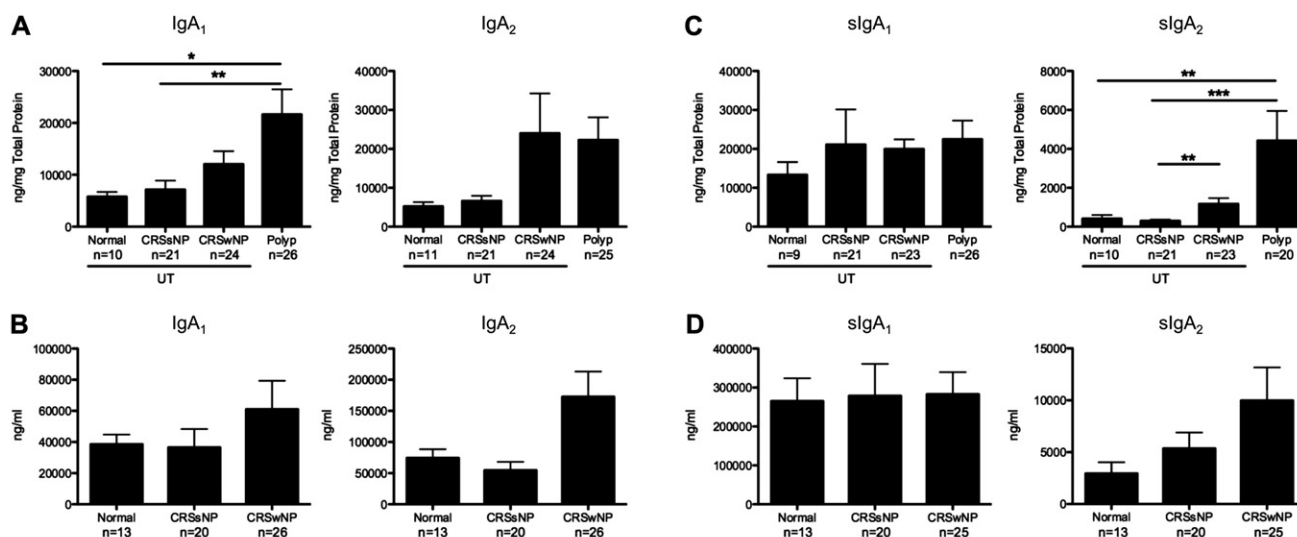 A
IgA1
* 
**
ng/mg Total Protein
30000
20000
10000
0
Normal CRSsNP CRSwNP Polyp
n=10 n=21 n=24 n=26
UT
IgA2
ng/mg Total Protein
40000
30000
20000
10000
0
Normal CRSsNP CRSwNP Polyp
n=11 n=21 n=24 n=25
UT
C
sIgA1
ng/mg Total Protein
40000
30000
20000
10000
0
Normal CRSsNP CRSwNP Polyp
n=9 n=21 n=23 n=26
UT
sIgA2
**
***
**
ng/mg Total Protein
8000
6000
4000
2000
0
Normal CRSsNP CRSwNP Polyp
n=10 n=21 n=23 n=20
UT
B
IgA1
ng/ml
100000
80000
60000
40000
20000
0
Normal CRSsNP CRSwNP
n=13 n=20 n=26
IgA2
ng/ml
250000
200000
150000
100000
50000
0
Normal CRSsNP CRSwNP
n=13 n=20 n=26
D
sIgA1
ng/ml
400000
300000
200000
100000
0
Normal CRSsNP CRSwNP
n=13 n=20 n=25
sIgA2
ng/ml
15000
10000
5000
0
Normal CRSsNP CRSwNP
n=13 n=20 n=25